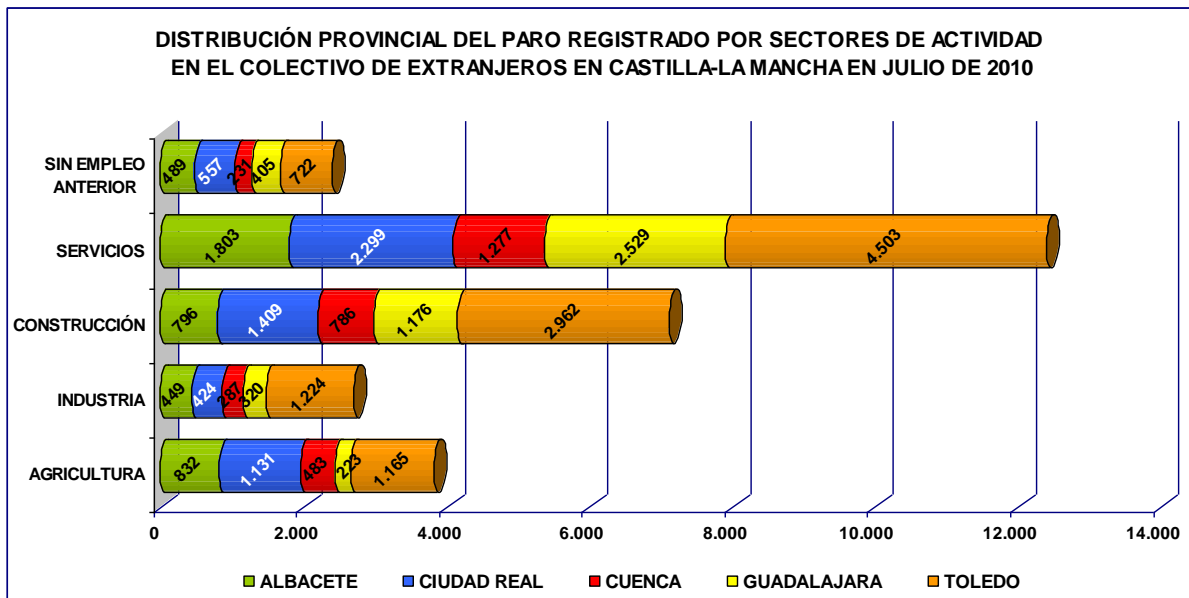 DISTRIBUCIÓN PROVINCIAL DEL PARO REGISTRADO POR SECTORES DE ACTIVIDAD
EN EL COLECTIVO DE EXTRANJEROS EN CASTILLA-LA MANCHA EN JULIO DE 2010
SIN EMPLEO
ANTERIOR
489 557 231 405 722
SERVICIOS
1.803 2.299 1.277 2.529 4.503
CONSTRUCCIÓN
796 1.409 786 1.176 2.962
INDUSTRIA
449 424 287 320 1.224
AGRICULTURA
832 1.131 483 223 1.165
0 2.000 4.000 6.000 8.000 10.000 12.000 14.000
ALBACETE CIUDAD REAL CUENCA GUADALAJARA TOLEDO